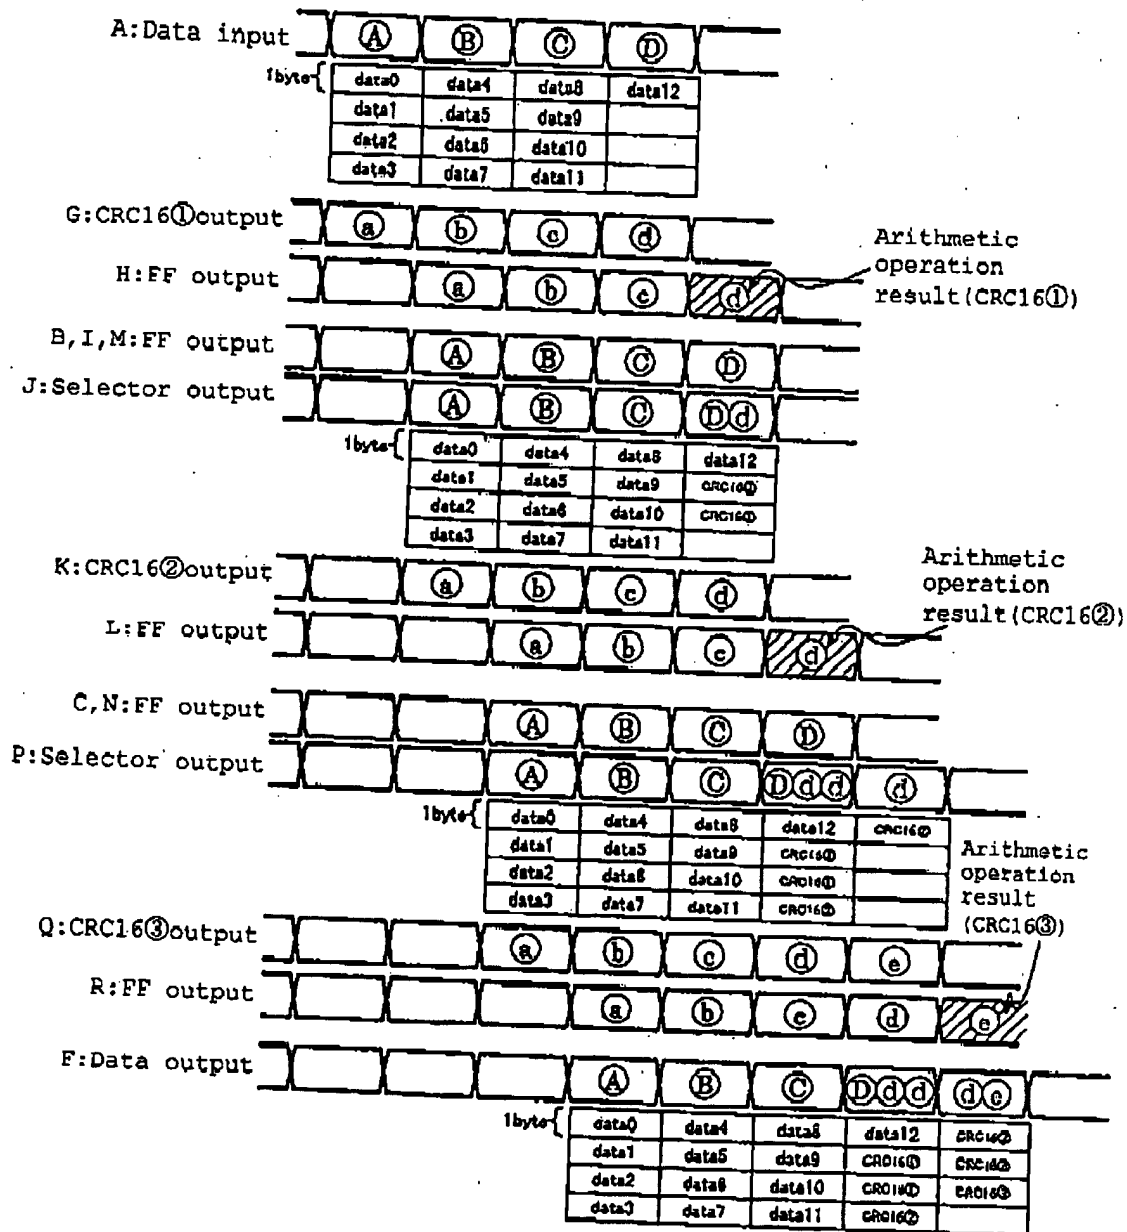 A:Data input Ⓐ Ⓑ Ⓒ Ⓓ
1byte{ data0 data4 data8 data12
data1 data5 data9
data2 data6 data10
data3 data7 data11
G:CRC16①output ⓐ ⓑ ⓒ ⓓ
H:FF output ⓐ ⓑ ⓒ ⓓ
Arithmetic
operation
result(CRC16①)
B,I,M:FF output Ⓐ Ⓑ Ⓒ Ⓓ
J:Selector output Ⓐ Ⓑ Ⓒ Ⓓⓓ
1byte{ data0 data4 data8 data12
data1 data5 data9 CRC16①
data2 data6 data10 CRC16①
data3 data7 data11
K:CRC16②output ⓐ ⓑ ⓒ ⓓ
L:FF output ⓐ ⓑ ⓒ ⓓ
Arithmetic
operation
result(CRC16②)
C,N:FF output Ⓐ Ⓑ Ⓒ Ⓓ
P:Selector output Ⓐ Ⓑ Ⓒ Ⓓⓓⓓ ⓓ
1byte{ data0 data4 data8 data12 CRC16②
data1 data5 data9 CRC16①
data2 data6 data10 CRC16①
data3 data7 data11 CRC16②
Arithmetic
operation
result
(CRC16③)
Q:CRC16③output ⓐ ⓑ ⓒ ⓓ ⓔ
R:FF output ⓐ ⓑ ⓒ ⓓ ⓔ
F:Data output Ⓐ Ⓑ Ⓒ Ⓓⓓⓓ ⓓⓔ
1byte{ data0 data4 data8 data12 CRC16②
data1 data5 data9 CRC16① CRC16③
data2 data6 data10 CRC16① CRC16③
data3 data7 data11 CRC16②